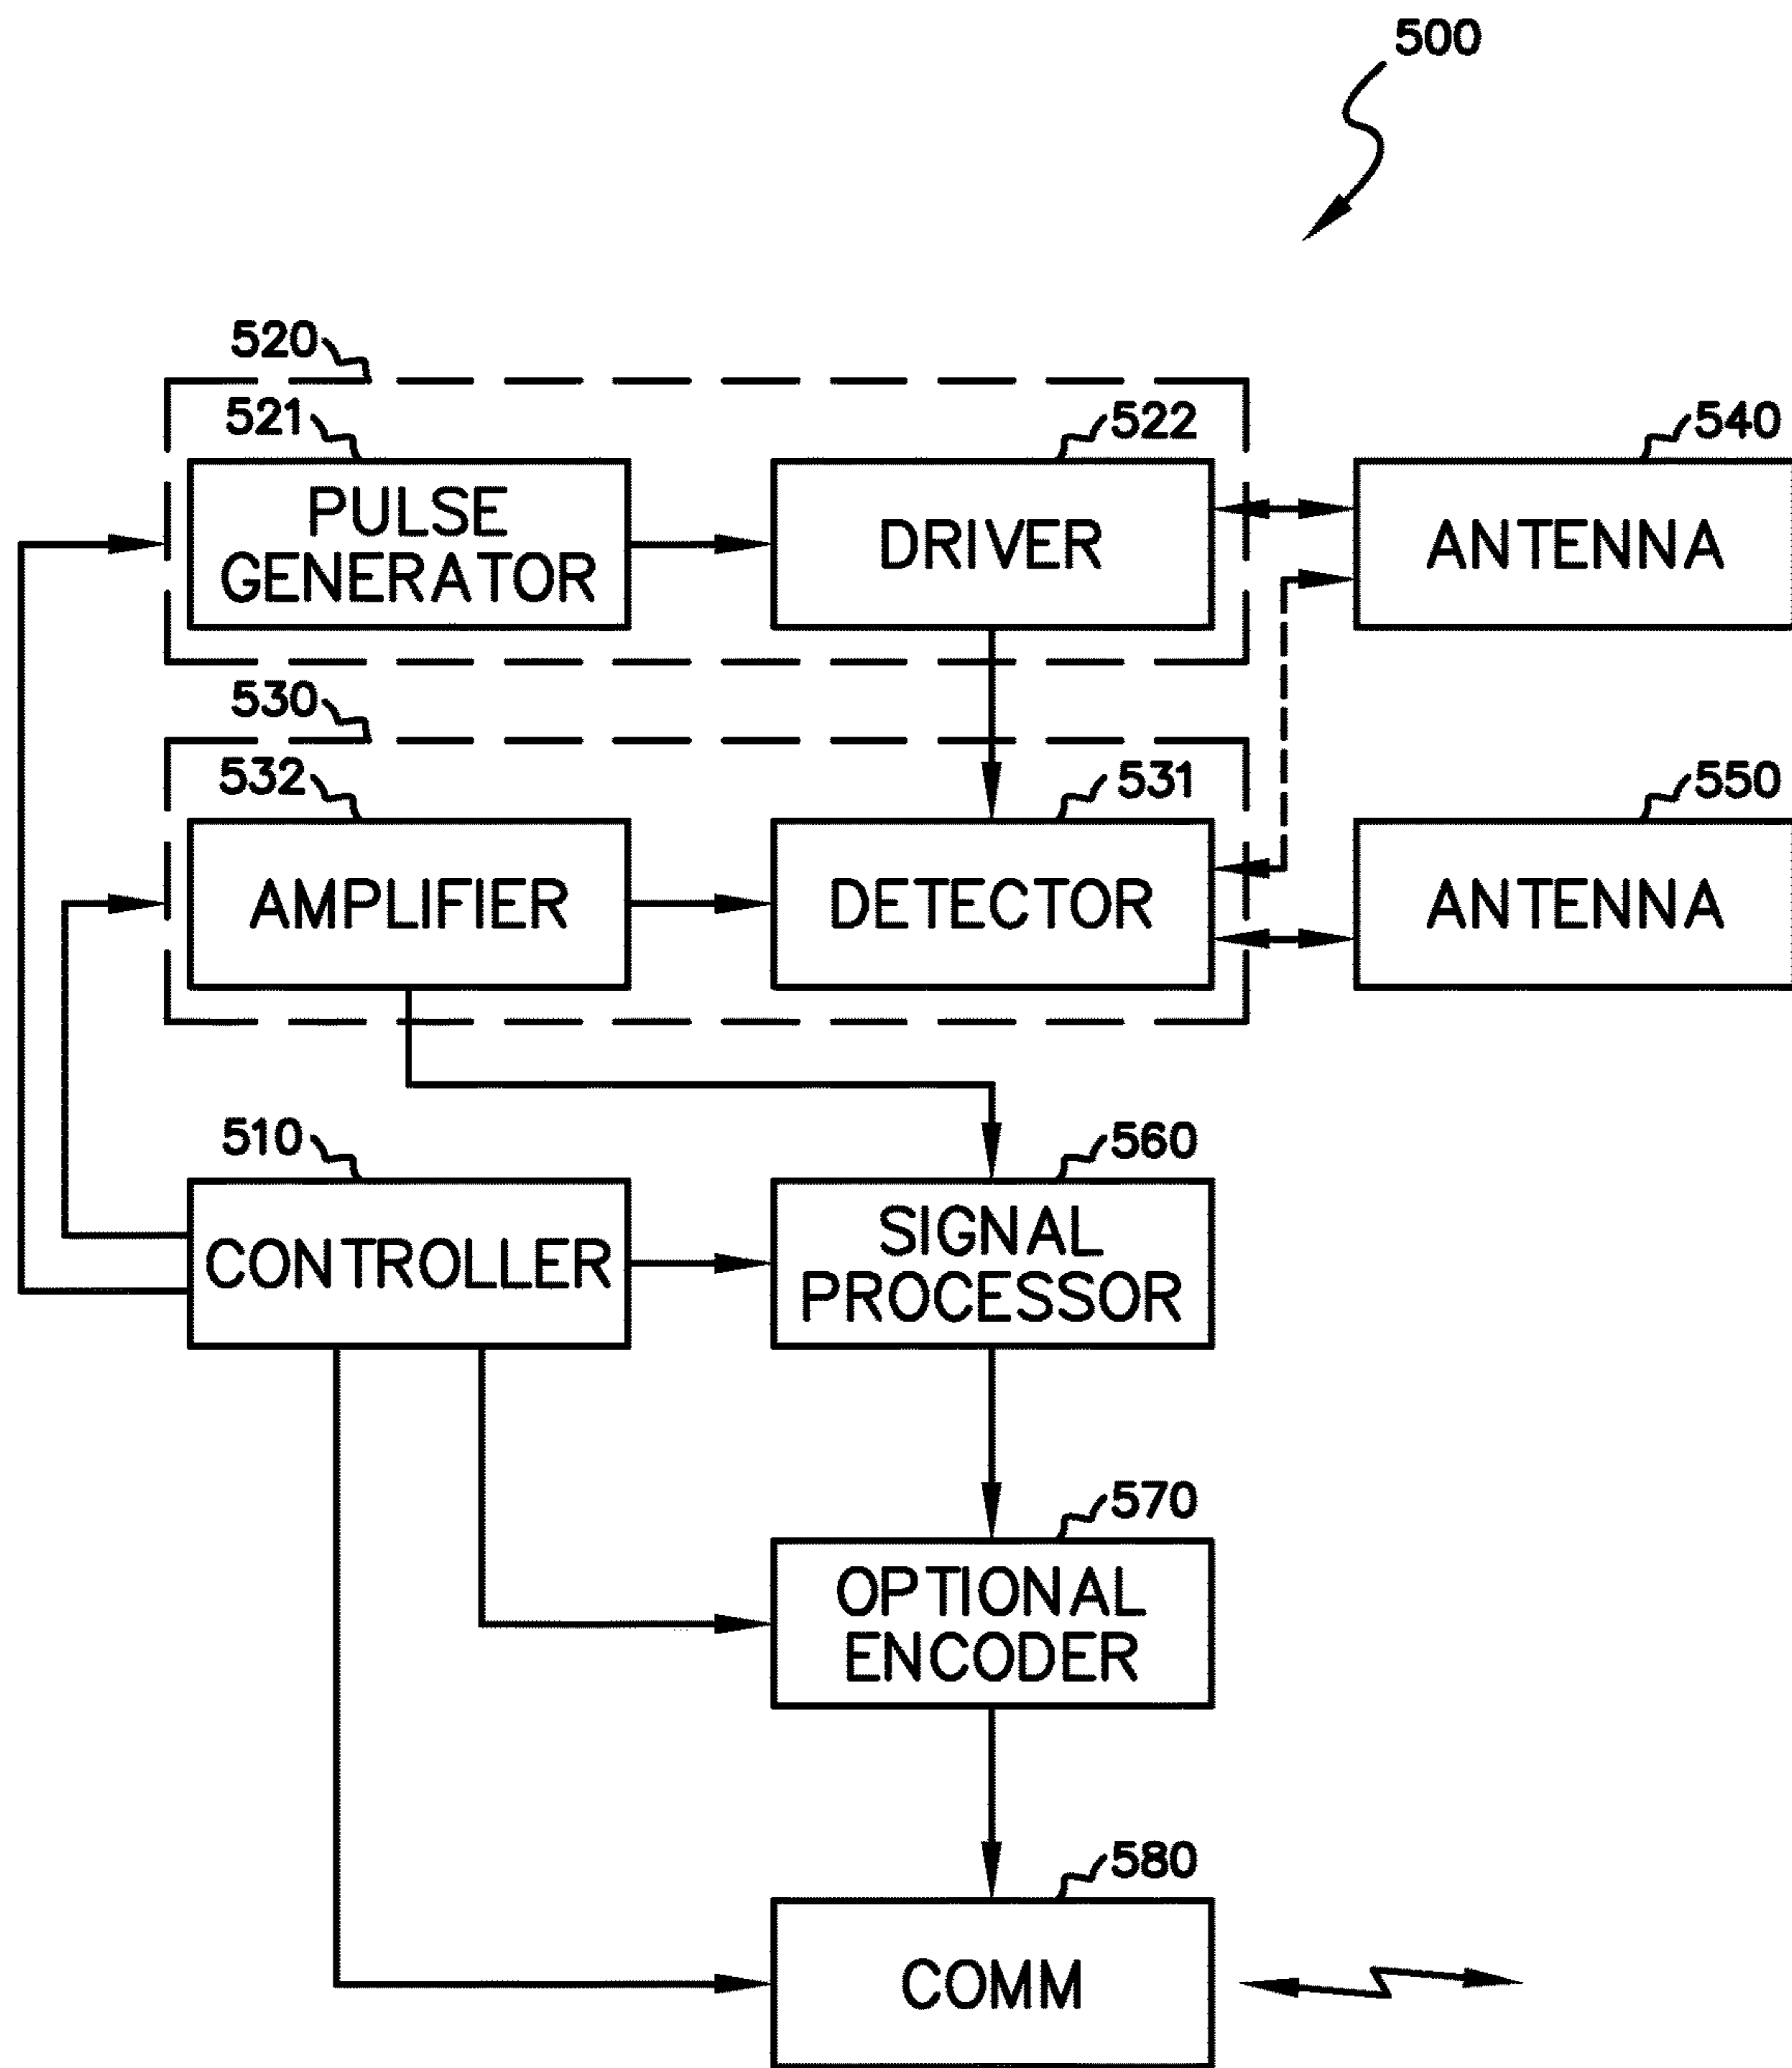 500
520
521
522
540
PULSE
GENERATOR
DRIVER
ANTENNA
530
532
531
550
AMPLIFIER
DETECTOR
ANTENNA
510
560
CONTROLLER
SIGNAL
PROCESSOR
570
OPTIONAL
ENCODER
580
COMM